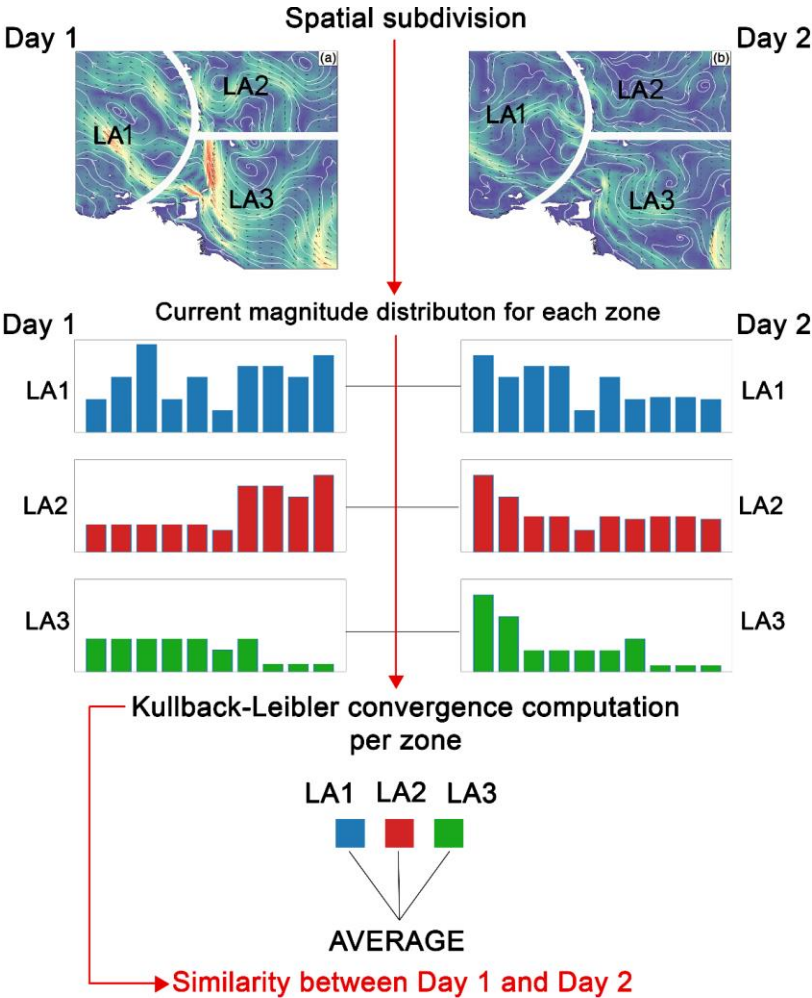 Spatial subdivision
Day 1
Day 2
(a)
(b)
LA1
LA2
LA3
LA1
LA2
LA3
Current magnitude distributon for each zone
Day 1
Day 2
LA1
LA1
LA2
LA2
LA3
LA3
Kullback-Leibler convergence computation
per zone
LA1 LA2 LA3
AVERAGE
Similarity between Day 1 and Day 2